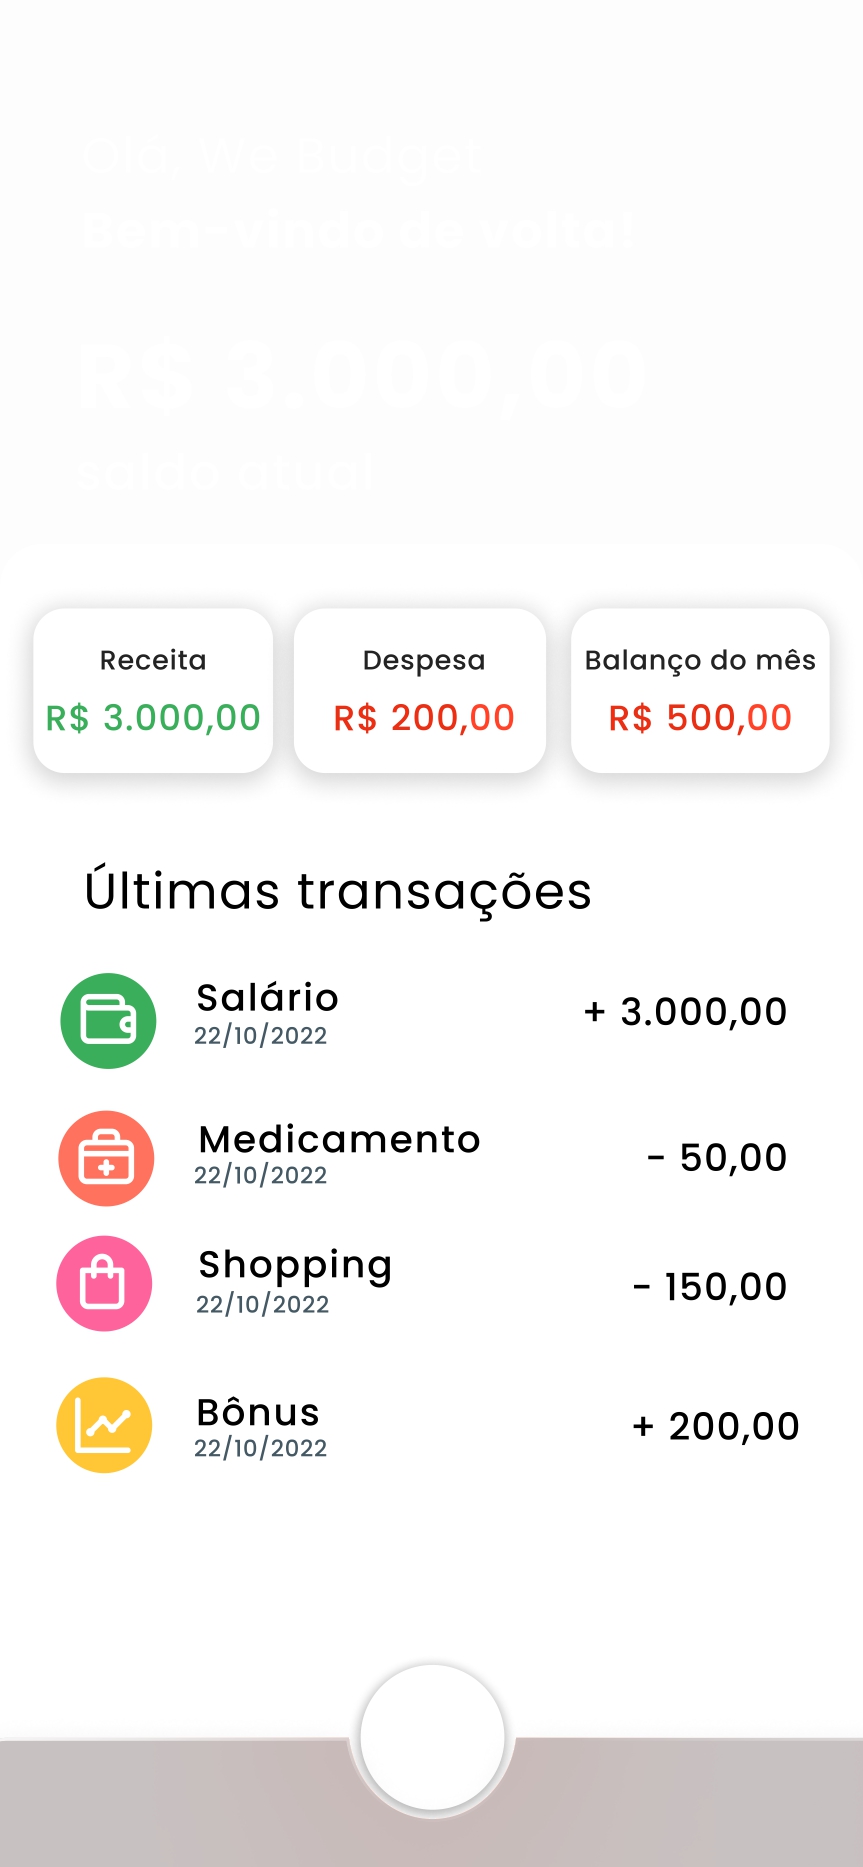 Olá, We Budget
Bem-vindo de volta!
R$ 3.000,00
saldo atual
Receita
R$ 3.000,00
Despesa
R$ 200,00
Balanço do mês
R$ 500,00
Últimas transações
Salário
22/10/2022
+ 3.000,00
Medicamento
22/10/2022
- 50,00
Shopping
22/10/2022
- 150,00
Bônus
22/10/2022
+ 200,00